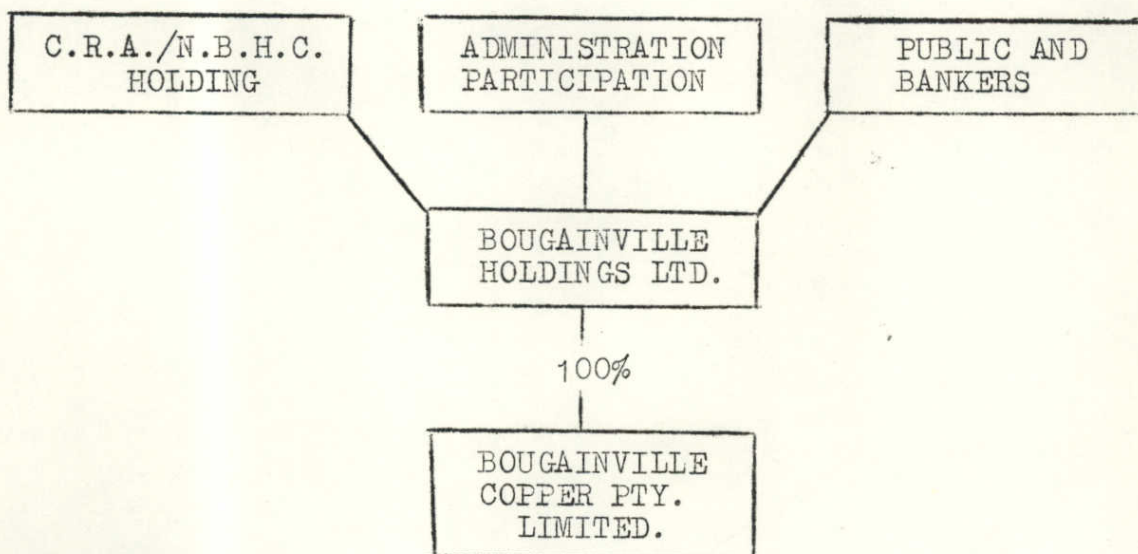 C.R.A./N.B.H.C.
HOLDING
ADMINISTRATION
PARTICIPATION
PUBLIC AND
BANKERS
BOUGAINVILLE
HOLDINGS LTD.
100%
BOUGAINVILLE
COPPER PTY.
LIMITED.